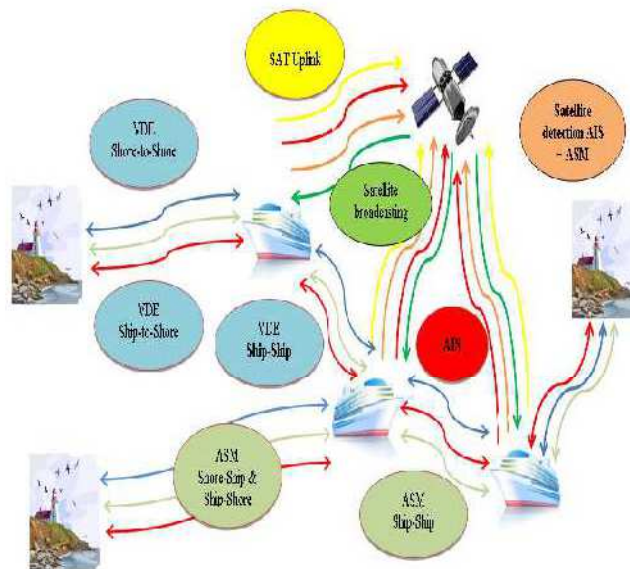 SAT Uplink
Satellite
detection AIS
+ ASM
VDE
Shore-to-Shore
Satellite
broadcasting
VDE
Ship-to-Shore
VDE
Ship-Ship
AIS
ASM
Shore-Ship &
Ship-Shore
ASM
Ship-Ship